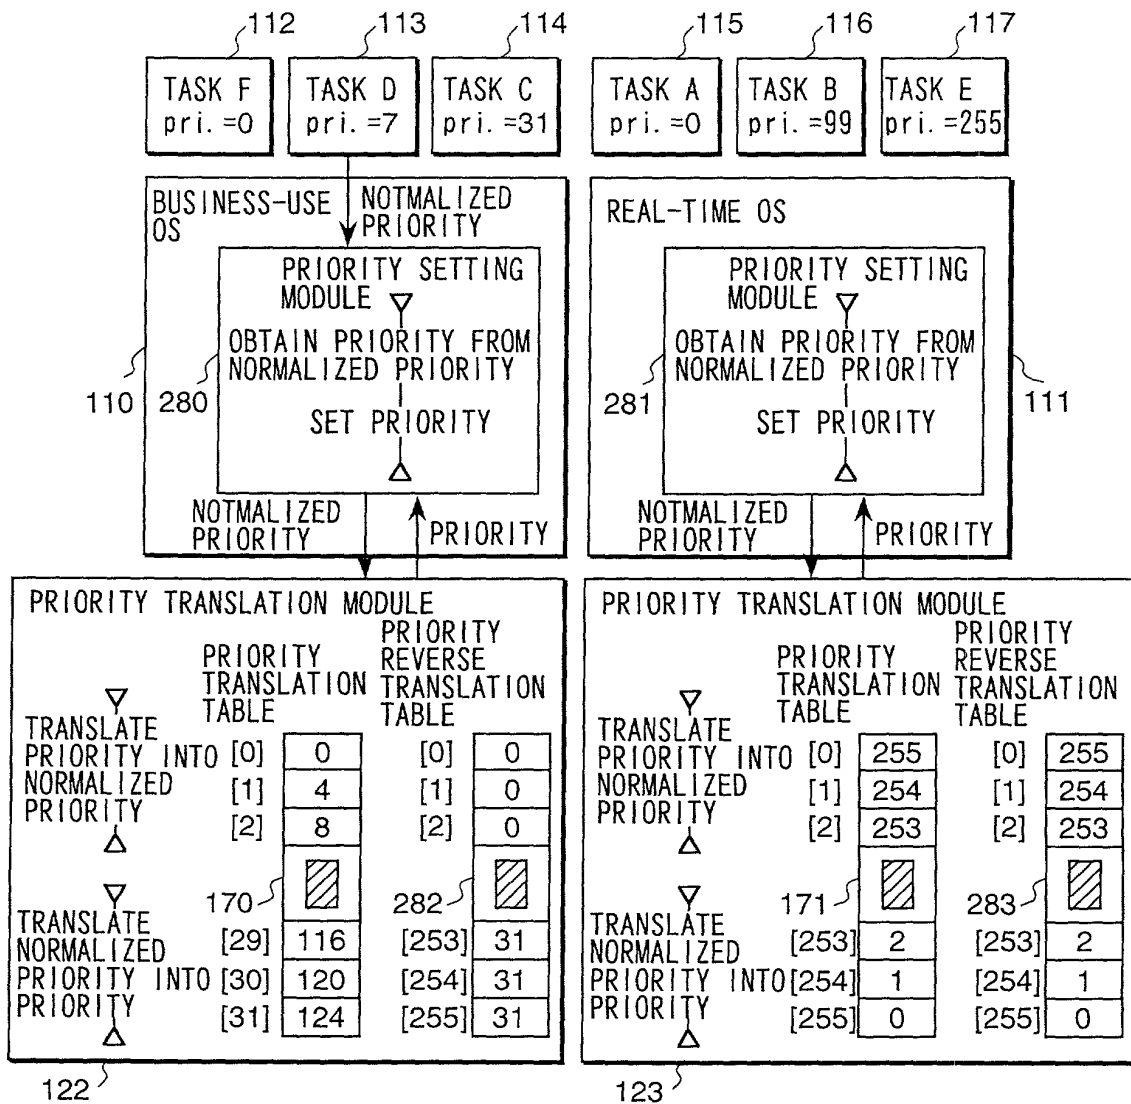 112 113 114 115 116 117
TASK F
pri.=0
TASK D
pri.=7
TASK C
pri.=31
TASK A
pri.=0
TASK B
pri.=99
TASK E
pri.=255
BUSINESS-USE
OS
NOTMALIZED
PRIORITY
PRIORITY SETTING
MODULE
OBTAIN PRIORITY FROM
NORMALIZED PRIORITY
SET PRIORITY
110
280
NOTMALIZED
PRIORITY
PRIORITY
REAL-TIME OS
PRIORITY SETTING
MODULE
OBTAIN PRIORITY FROM
NORMALIZED PRIORITY
SET PRIORITY
281
111
NOTMALIZED
PRIORITY
PRIORITY
PRIORITY TRANSLATION MODULE
PRIORITY
TRANSLATION
TABLE
PRIORITY
REVERSE
TRANSLATION
TABLE
TRANSLATE
PRIORITY INTO
NORMALIZED
PRIORITY
[0] 0 [0] 0
[1] 4 [1] 0
[2] 8 [2] 0
170 282
TRANSLATE
NORMALIZED
PRIORITY INTO
PRIORITY
[29] 116 [253] 31
[30] 120 [254] 31
[31] 124 [255] 31
122
PRIORITY TRANSLATION MODULE
PRIORITY
TRANSLATION
TABLE
PRIORITY
REVERSE
TRANSLATION
TABLE
TRANSLATE
PRIORITY INTO
NORMALIZED
PRIORITY
[0] 255 [0] 255
[1] 254 [1] 254
[2] 253 [2] 253
171 283
TRANSLATE
NORMALIZED
PRIORITY INTO
PRIORITY
[253] 2 [253] 2
[254] 1 [254] 1
[255] 0 [255] 0
123